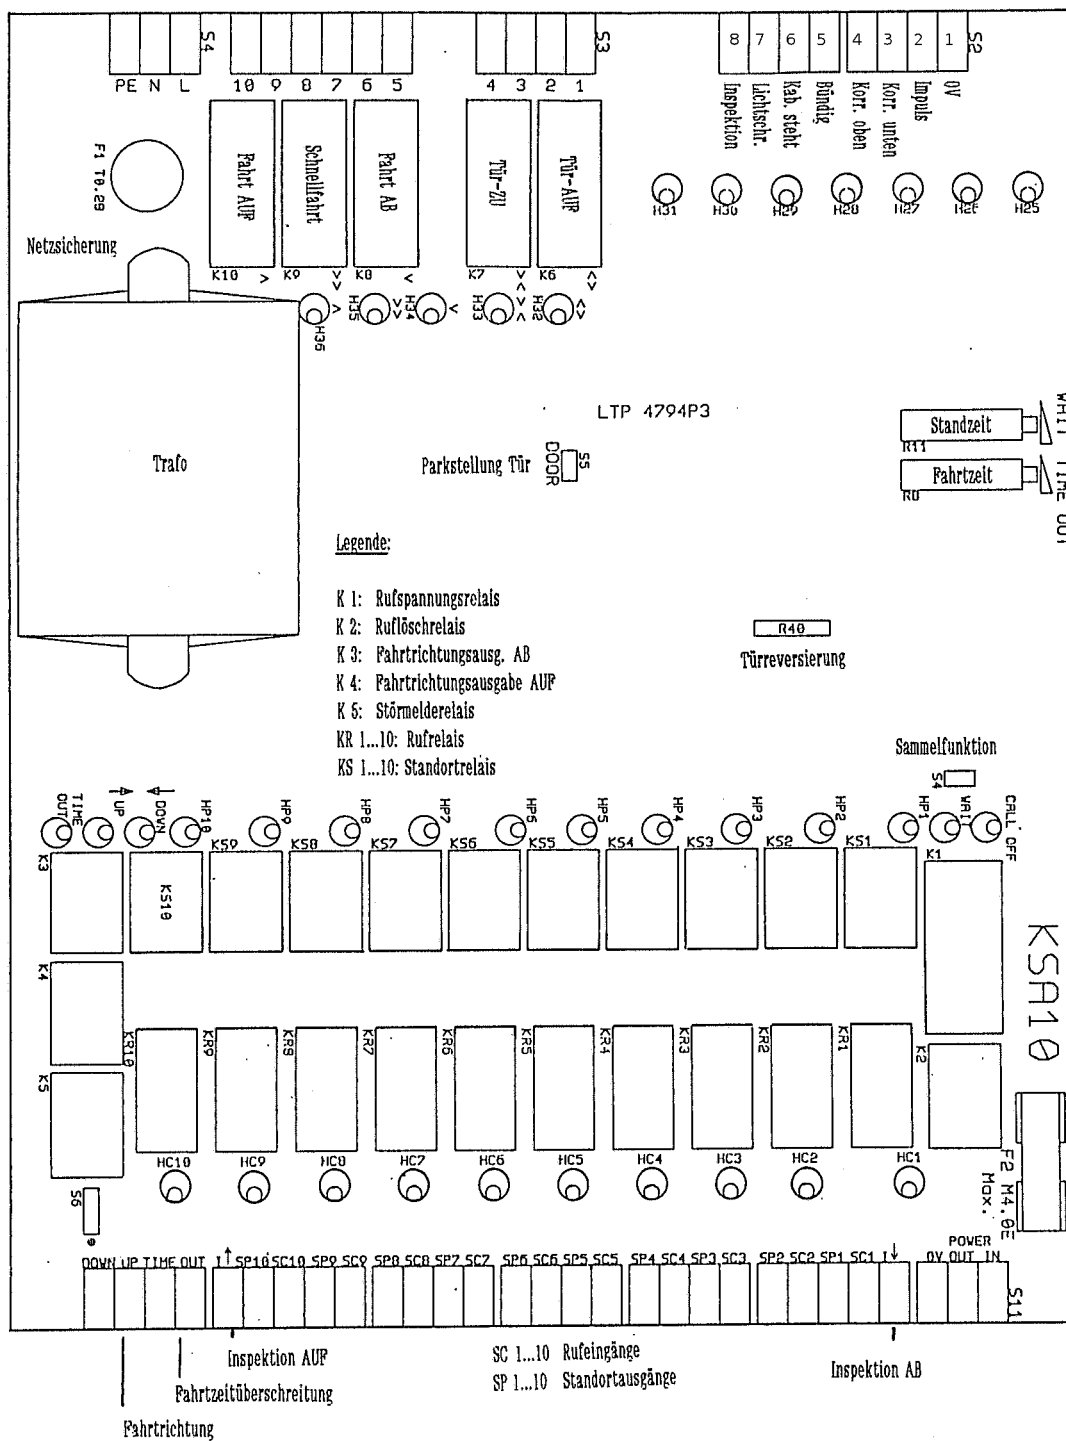 S4
S3
S2
8 7 6 5 4 3 2 1
PE N L
10 9 8 7 6 5
4 3 2 1
Inspektion
Lichtschr.
Kab. steht
Bündig
Korr. oben
Korr. unten
Impuls
0V
F1 T0.2B
Netzsicherung
Fahrt AUF
Schnellfahrt
Fahrt AB
Tür-ZU
Tür-AUF
K10 > K9 K8 < K7 K6 <>
H31 H30 H29 H28 H27 H26 H25
H36 H35 H34 H33 H32
LTP 4794P3
Standzeit
R11
Fahrtzeit
WAIT TIME OUT
Trafo
Parkstellung Tür
DOOR
S5
Legende:
K 1: Rufspannungsrelais
K 2: Ruflöschrelais
K 3: Fahrtrichtungsausg. AB
K 4: Fahrtrichtungsausgabe AUF
K 5: Störmelderelais
KR 1...10: Rufrelais
KS 1...10: Standortrelais
R40
Türreversierung
Sammelfunktion
S4
TIME OUT
UP
DOWN
HP10 HP9 HP8 HP7 HP6 HP5 HP4 HP3 HP2 HP1
WAI
CALL OFF
K3 KS10 KS9 KS8 KS7 KS6 KS5 KS4 KS3 KS2 KS1 K1
KSA10
K4
K5
KR10 KR9 KR8 KR7 KR6 KR5 KR4 KR3 KR2 KR1 K2
HC10 HC9 HC8 HC7 HC6 HC5 HC4 HC3 HC2 HC1
F2 M4.0E
Max.
S6
DOWN UP TIME OUT I↑ SP10 SC10 SP9 SC9 SP8 SC8 SP7 SC7 SP6 SC6 SP5 SC5 SP4 SC4 SP3 SC3 SP2 SC2 SP1 SC1 I↓
POWER
0V OUT IN
S11
Inspektion AUF
Fahrtzeitüberschreitung
Fahrtrichtung
SC 1...10 Rufeingänge
SP 1...10 Standortausgänge
Inspektion AB